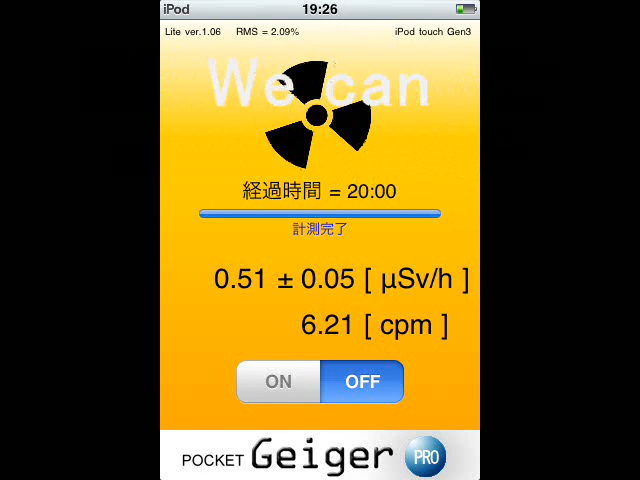 iPod 19:26
Lite ver.1.06 RMS = 2.09% iPod touch Gen3
We can
経過時間 = 20:00
計測完了
0.51 ± 0.05 [ μSv/h ]
6.21 [ cpm ]
ON OFF
POCKET Geiger PRO